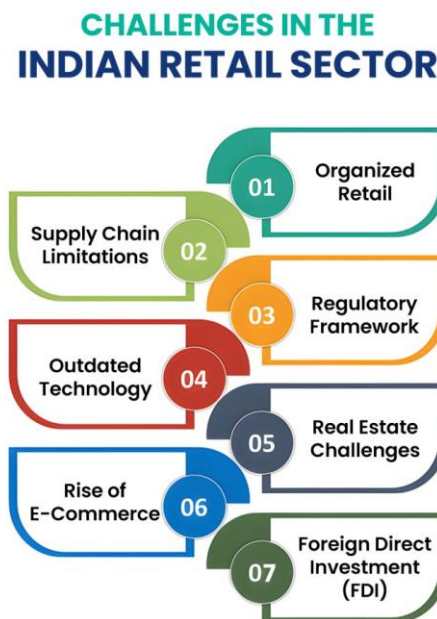 CHALLENGES IN THE
INDIAN RETAIL SECTOR
01
Organized
Retail
Supply Chain
Limitations
02
03
Regulatory
Framework
Outdated
Technology
04
05
Real Estate
Challenges
Rise of
E-Commerce
06
07
Foreign Direct
Investment
(FDI)